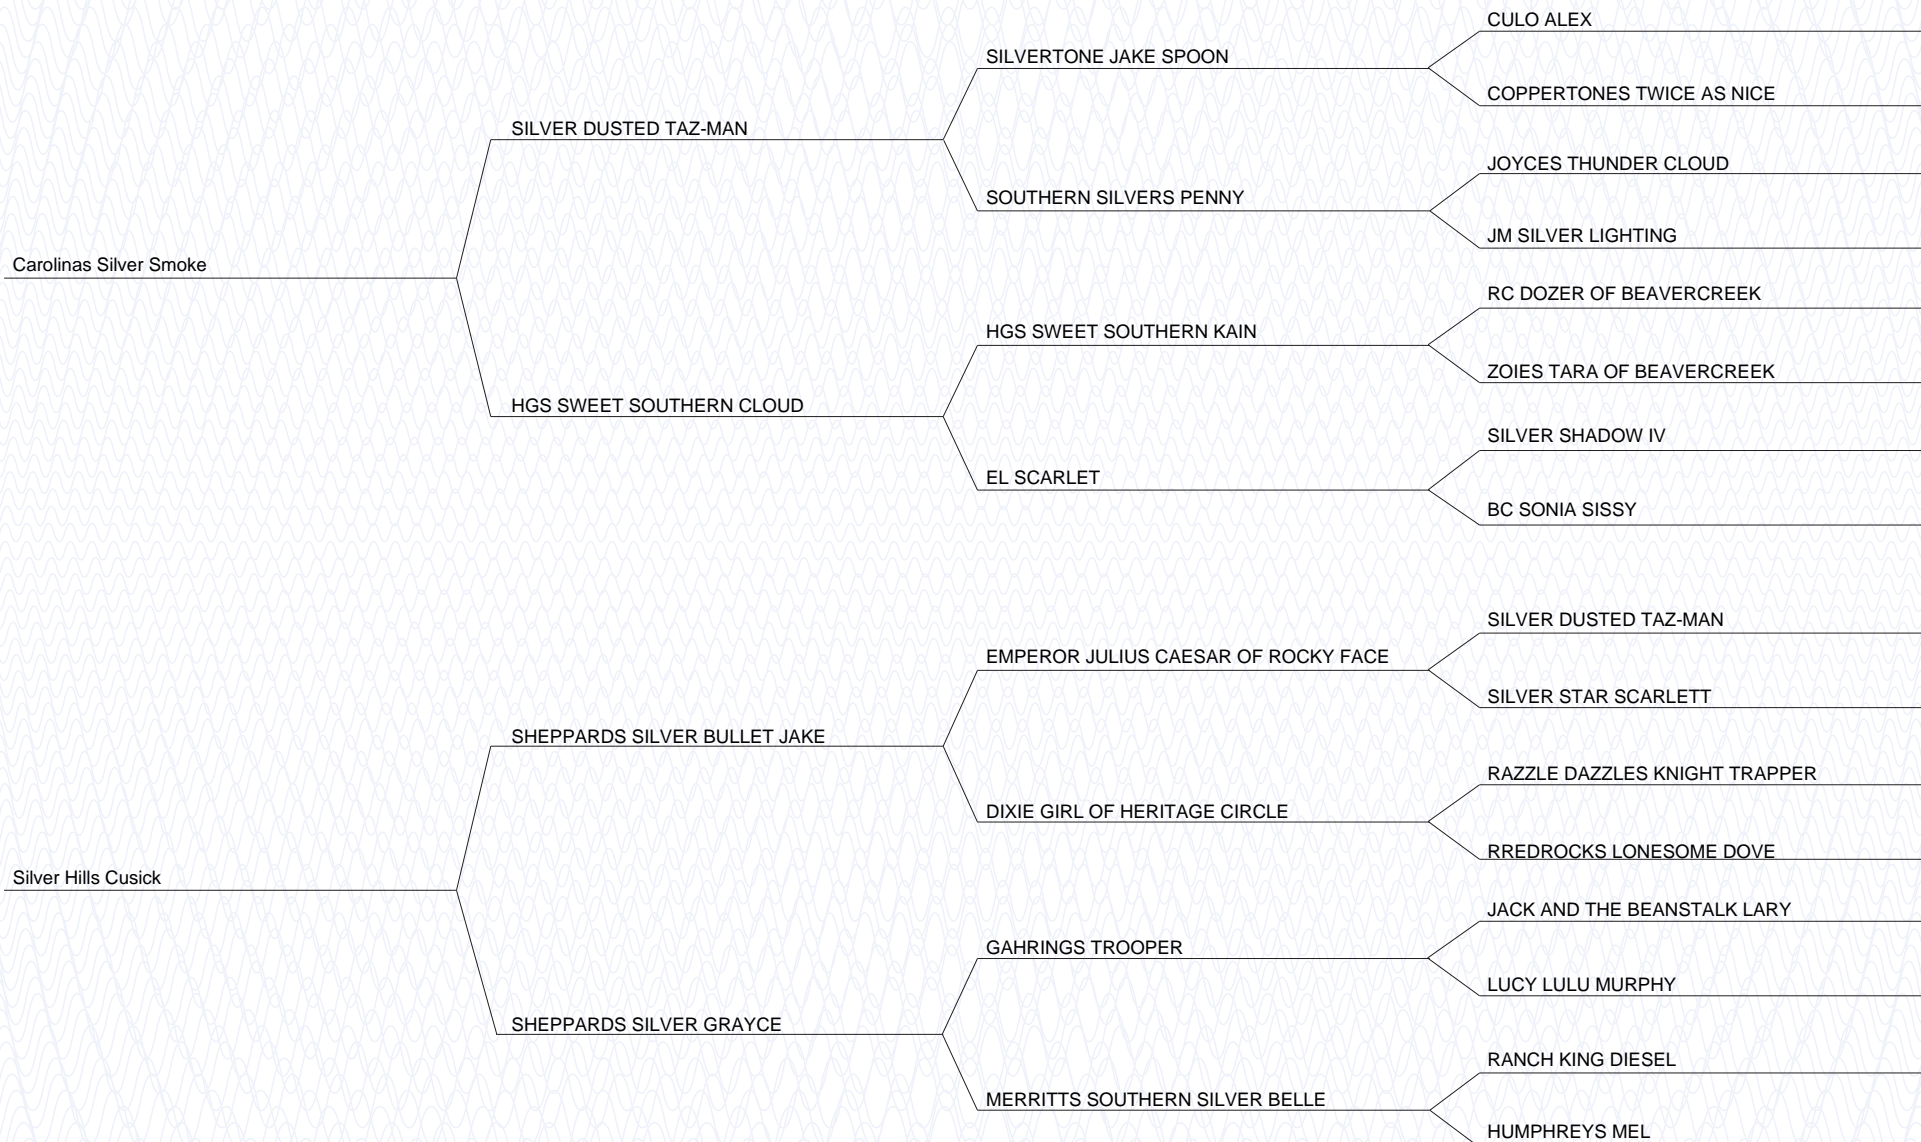 CULO ALEX
SILVERTONE JAKE SPOON
COPPERTONES TWICE AS NICE
SILVER DUSTED TAZ-MAN
JOYCES THUNDER CLOUD
SOUTHERN SILVERS PENNY
JM SILVER LIGHTING
Carolinas Silver Smoke
RC DOZER OF BEAVERCREEK
HGS SWEET SOUTHERN KAIN
ZOIES TARA OF BEAVERCREEK
HGS SWEET SOUTHERN CLOUD
SILVER SHADOW IV
EL SCARLET
BC SONIA SISSY
SILVER DUSTED TAZ-MAN
EMPEROR JULIUS CAESAR OF ROCKY FACE
SILVER STAR SCARLETT
SHEPPARDS SILVER BULLET JAKE
RAZZLE DAZZLES KNIGHT TRAPPER
DIXIE GIRL OF HERITAGE CIRCLE
RREDROCKS LONESOME DOVE
Silver Hills Cusick
JACK AND THE BEANSTALK LARY
GAHRINGS TROOPER
LUCY LULU MURPHY
SHEPPARDS SILVER GRAYCE
RANCH KING DIESEL
MERRITTS SOUTHERN SILVER BELLE
HUMPHREYS MEL